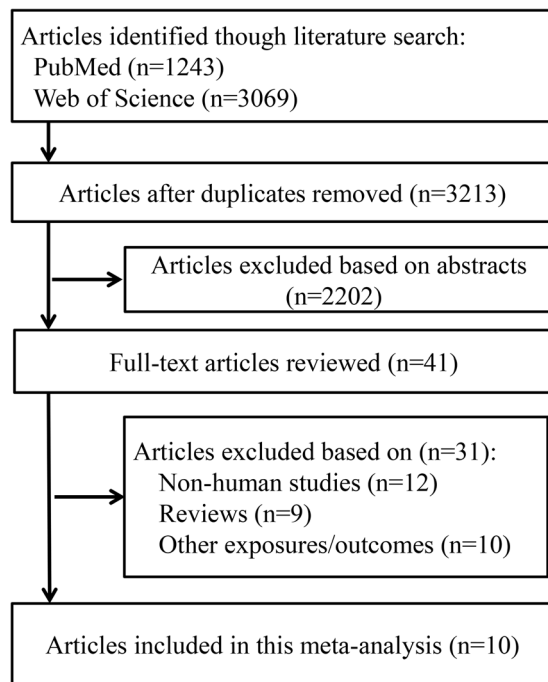 Articles identified though literature search:
PubMed (n=1243)
Web of Science (n=3069)
Articles after duplicates removed (n=3213)
Articles excluded based on abstracts
(n=2202)
Full-text articles reviewed (n=41)
Articles excluded based on (n=31):
Non-human studies (n=12)
Reviews (n=9)
Other exposures/outcomes (n=10)
Articles included in this meta-analysis (n=10)